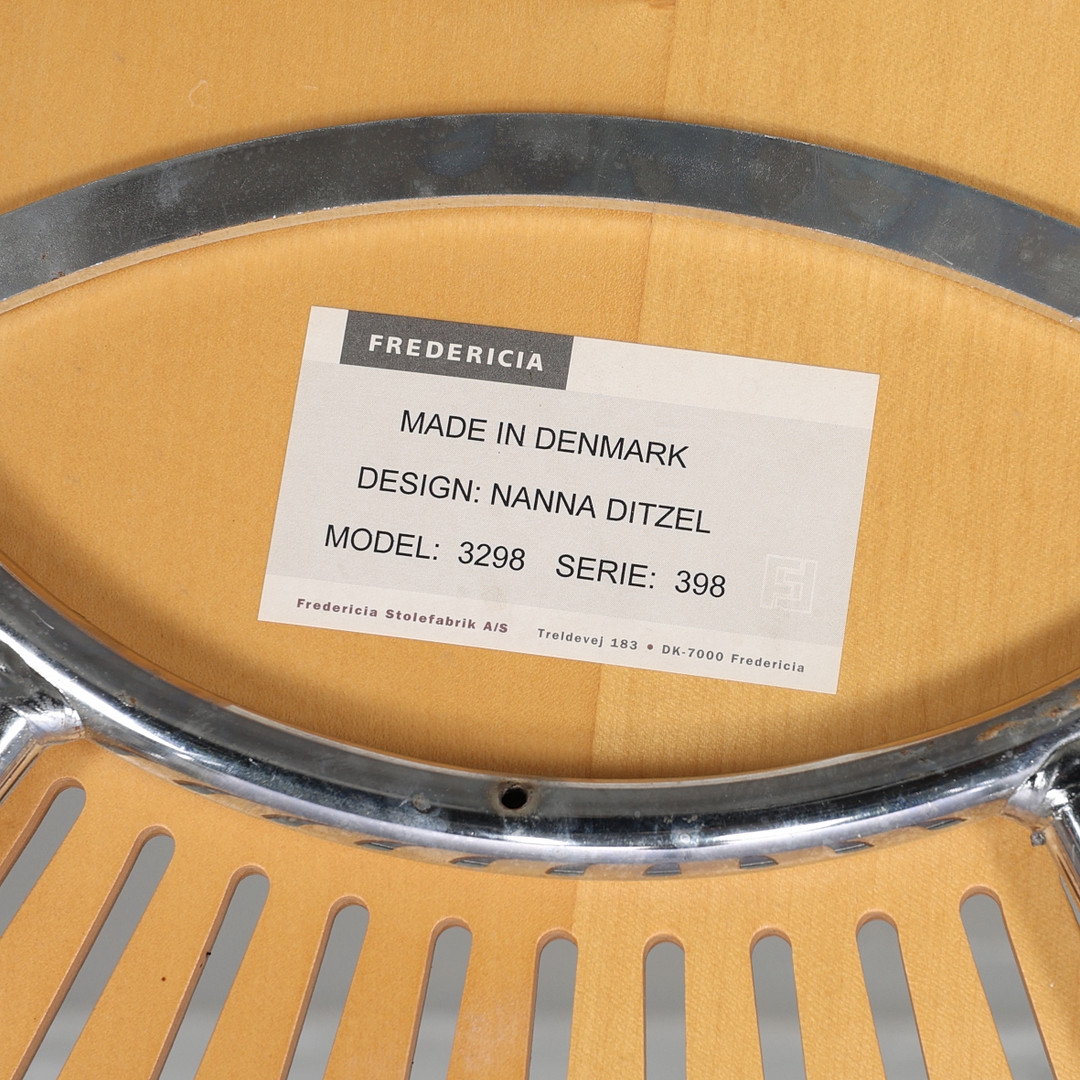 FREDERICIA
MADE IN DENMARK
DESIGN: NANNA DITZEL
MODEL: 3298 SERIE: 398
Fredericia Stolefabrik A/S Treldevej 183 • DK-7000 Fredericia